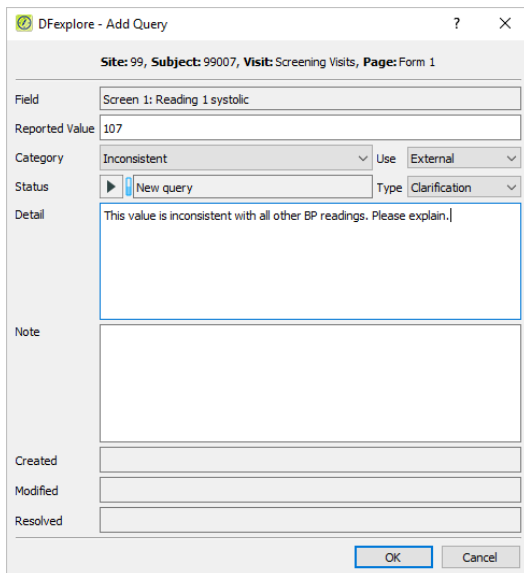 DFexplore - Add Query
Site: 99, Subject: 99007, Visit: Screening Visits, Page: Form 1
Field Screen 1: Reading 1 systolic
Reported Value 107
Category Inconsistent Use External
Status New query Type Clarification
Detail This value is inconsistent with all other BP readings. Please explain.
Note
Created
Modified
Resolved
OK Cancel